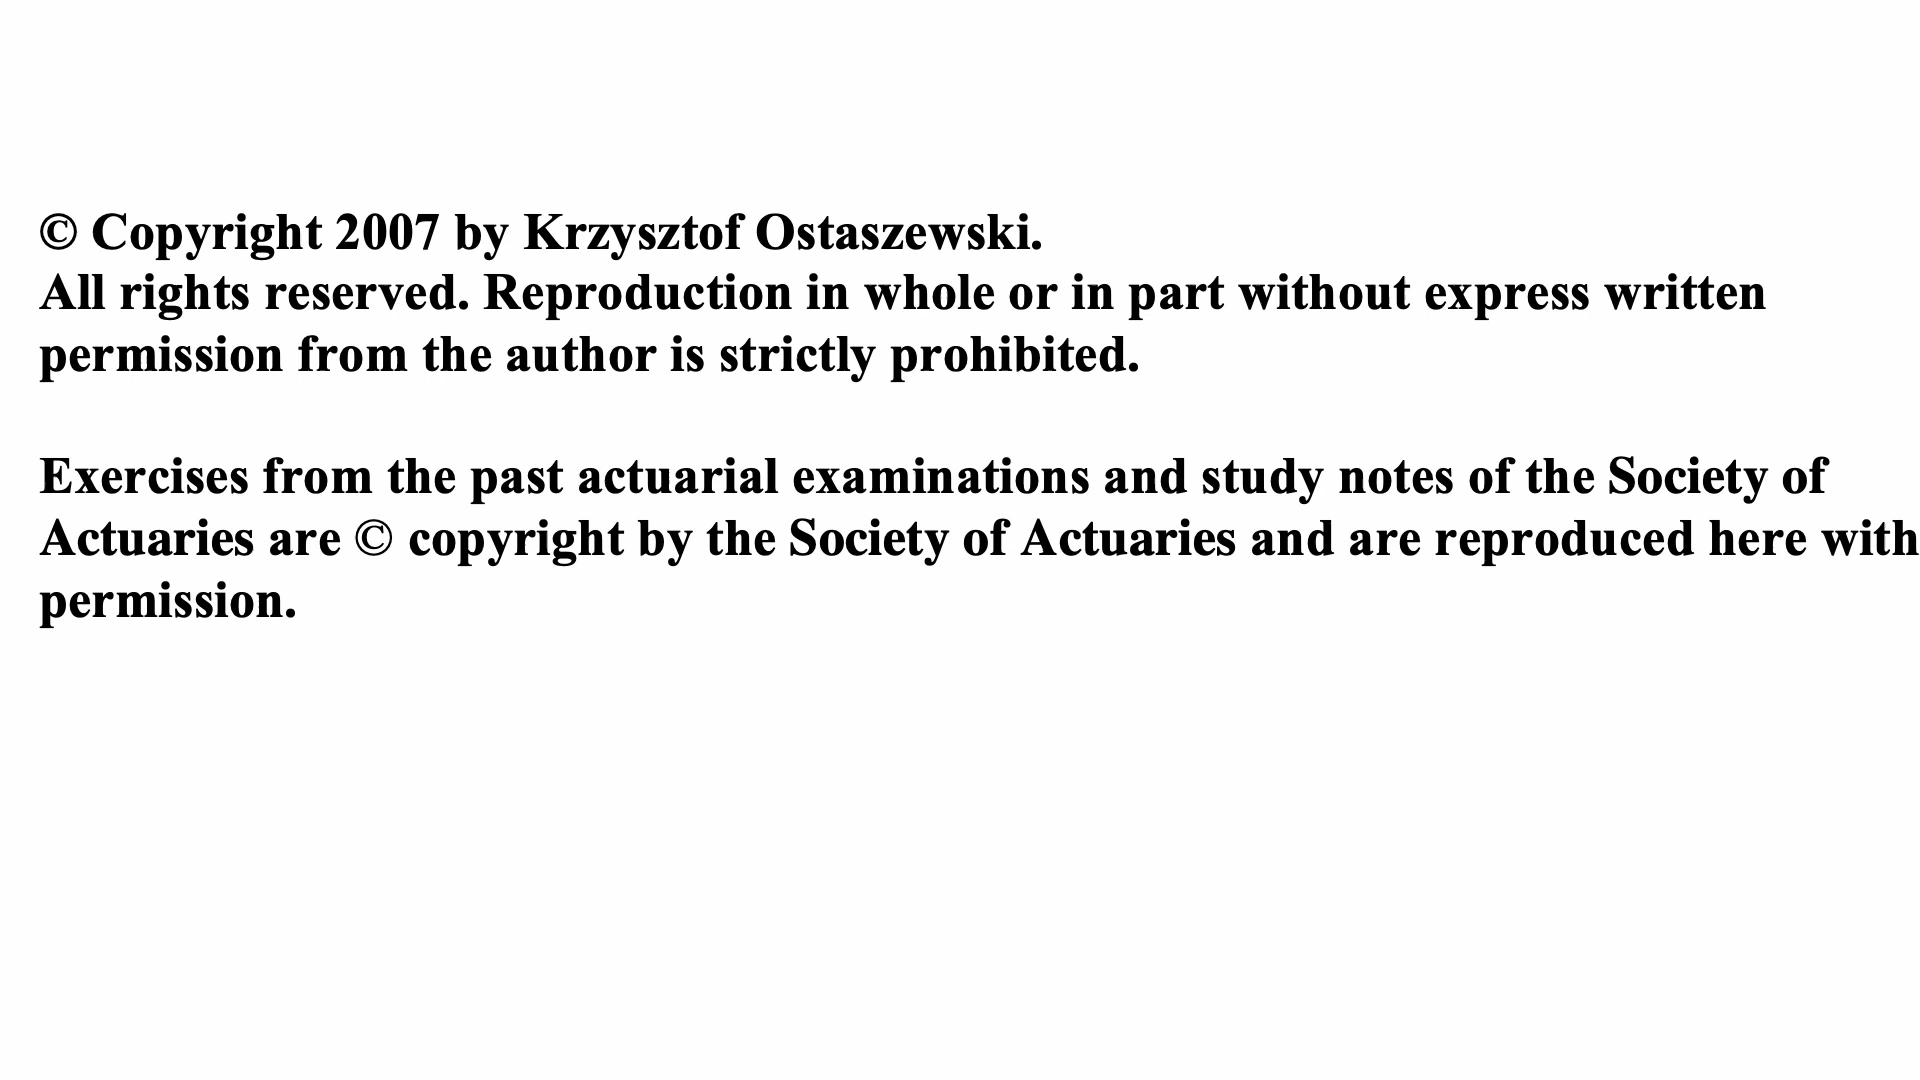 © Copyright 2007 by Krzysztof Ostaszewski.
All rights reserved. Reproduction in whole or in part without express written
permission from the author is strictly prohibited.
Exercises from the past actuarial examinations and study notes of the Society of
Actuaries are © copyright by the Society of Actuaries and are reproduced here with
permission.